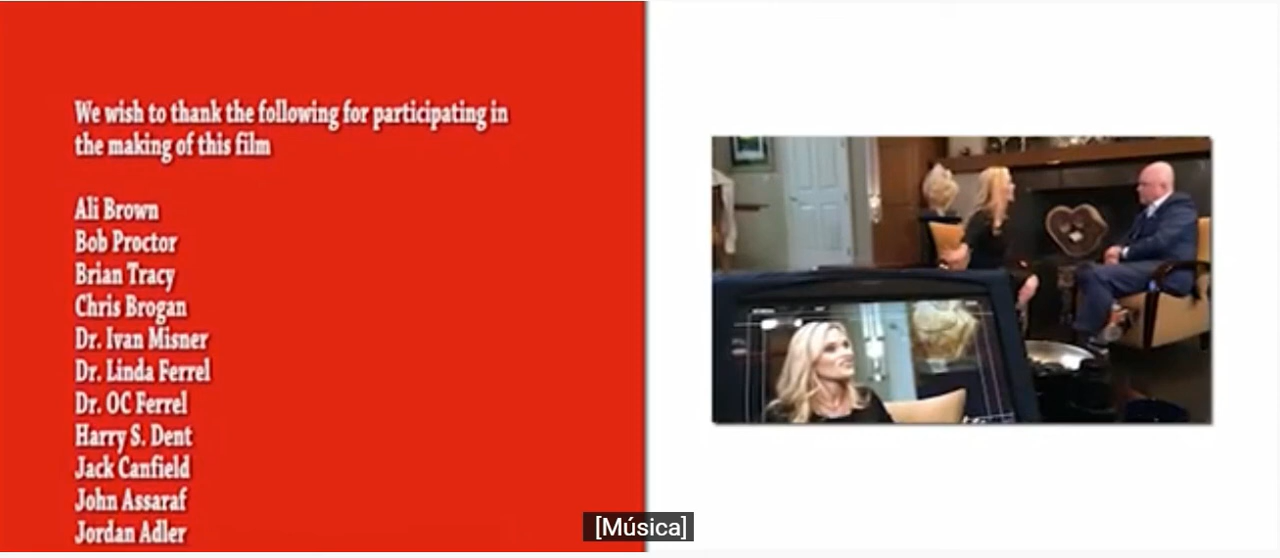 We wish to thank the following for participating in
the making of this film
Ali Brown
Bob Proctor
Brian Tracy
Chris Brogan
Dr. Ivan Misner
Dr. Linda Ferrel
Dr. OC Ferrel
Harry S. Dent
Jack Canfield
John Assaraf
Jordan Adler
[Música]